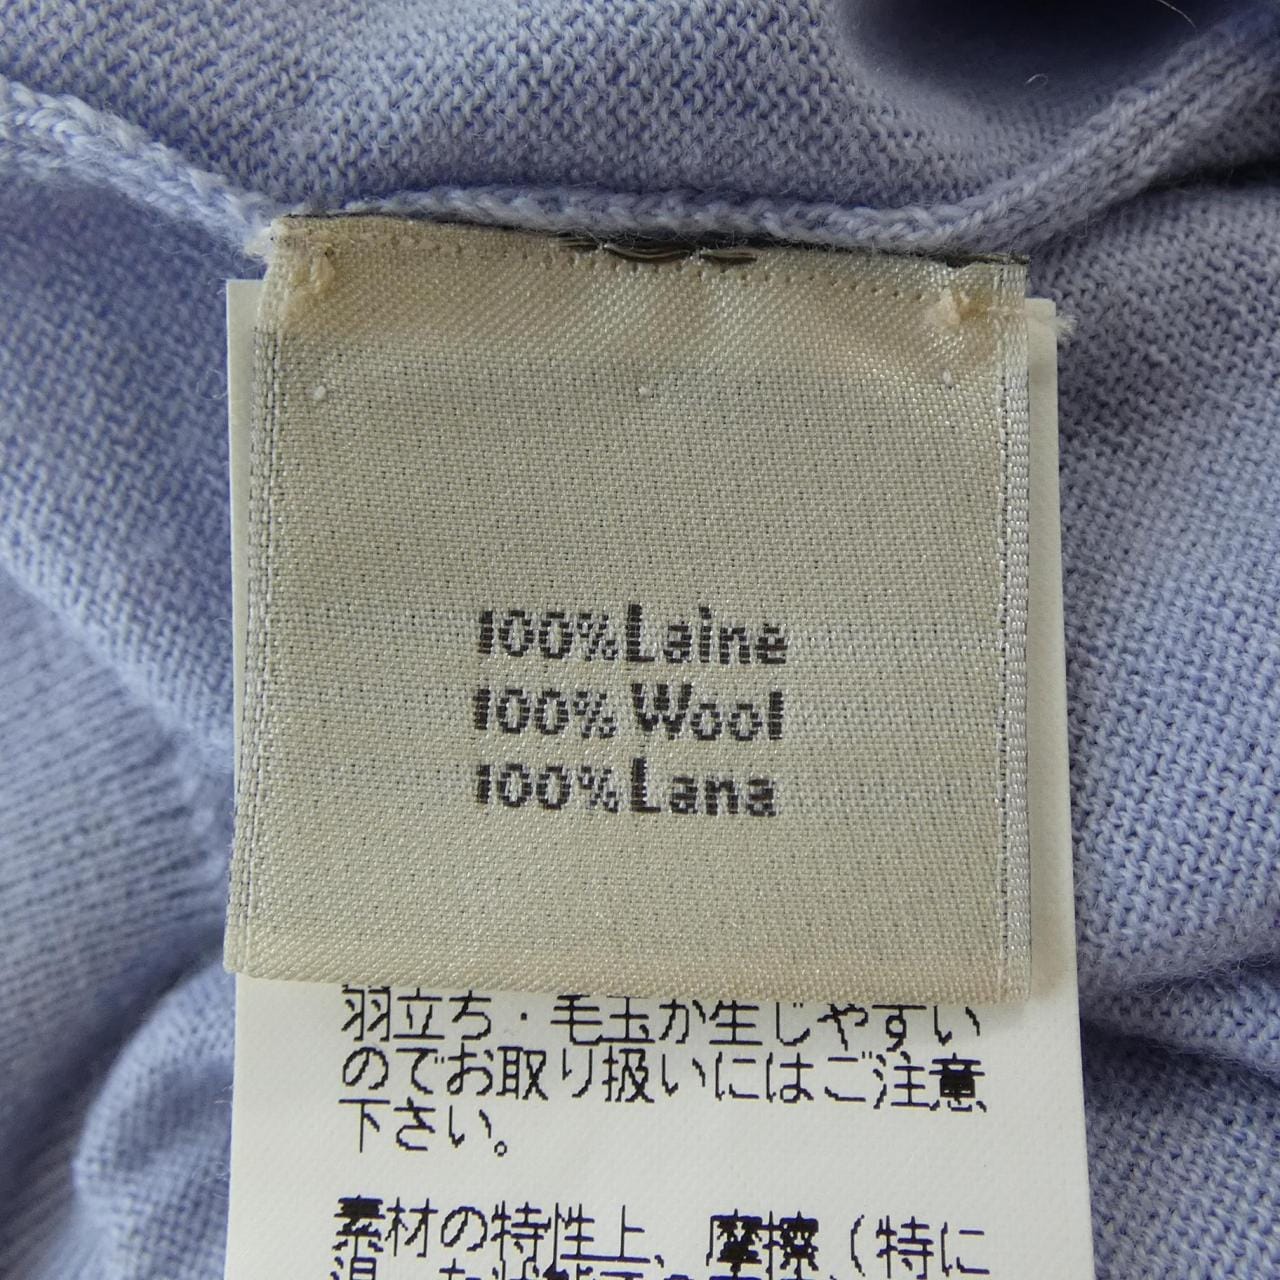 100%Laine
100%Wool
100%Lana
羽立ち・毛玉が生じやすい
のでお取り扱いにはご注意
下さい。
素材の特性上、摩擦(特に